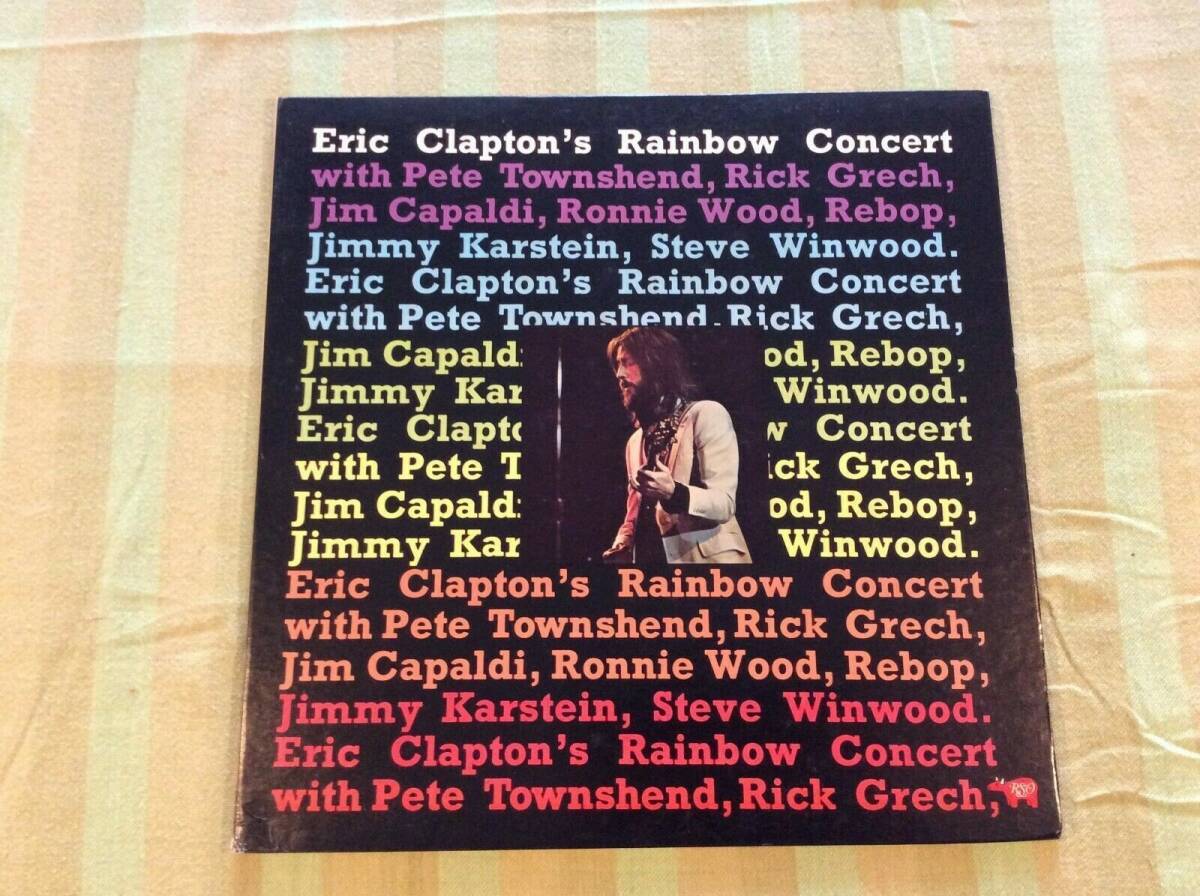 Eric Clapton's Rainbow Concert
with Pete Townshend, Rick Grech,
Jim Capaldi, Ronnie Wood, Rebop,
Jimmy Karstein, Steve Winwood.
Eric Clapton's Rainbow Concert
with Pete Townshend, Rick Grech,
Jim Capald od, Rebop,
Jimmy Kar Winwood.
Eric Clapt w Concert
with Pete T ick Grech,
Jim Capald od, Rebop,
Jimmy Kar Winwood.
Eric Clapton's Rainbow Concert
with Pete Townshend, Rick Grech,
Jim Capaldi, Ronnie Wood, Rebop,
Jimmy Karstein, Steve Winwood.
Eric Clapton's Rainbow Concert
with Pete Townshend, Rick Grech,
RSO